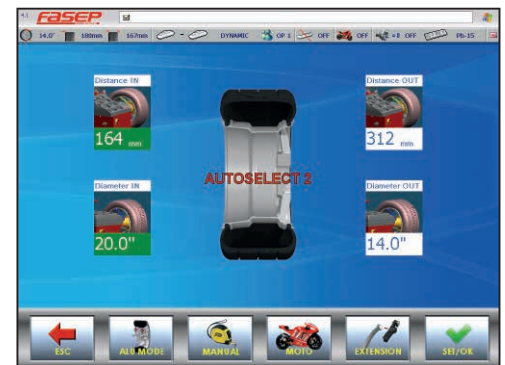 4.1 FASEP
14.0" 180mm 167mm - DYNAMIC OP 1 OFF OFF +B OFF Pb-15
Distance IN
164 mm
Distance OUT
312 mm
AUTOSELECT 2
Diameter IN
20.0"
Diameter OUT
14.0"
ESC ALU MODE MANUAL MOTO EXTENSION SET/OK